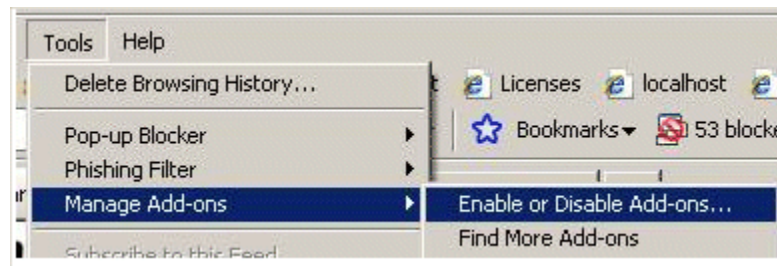 Tools Help
Delete Browsing History...
Licenses localhost
Pop-up Blocker
Bookmarks 53 blocke
Phishing Filter
Manage Add-ons
Enable or Disable Add-ons...
Find More Add-ons
Subscribe to this Feed